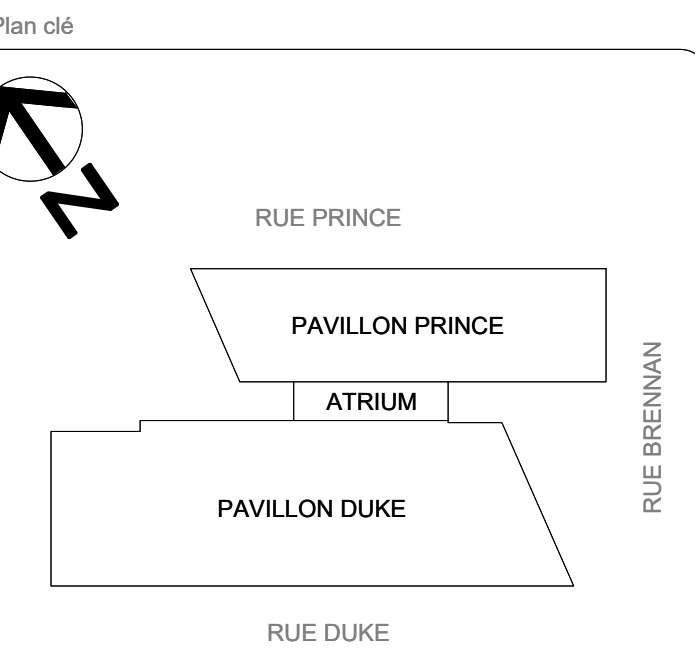 Plan clé
N
RUE PRINCE
PAVILLON PRINCE
RUE BRENNAN
ATRIUM
PAVILLON DUKE
RUE DUKE